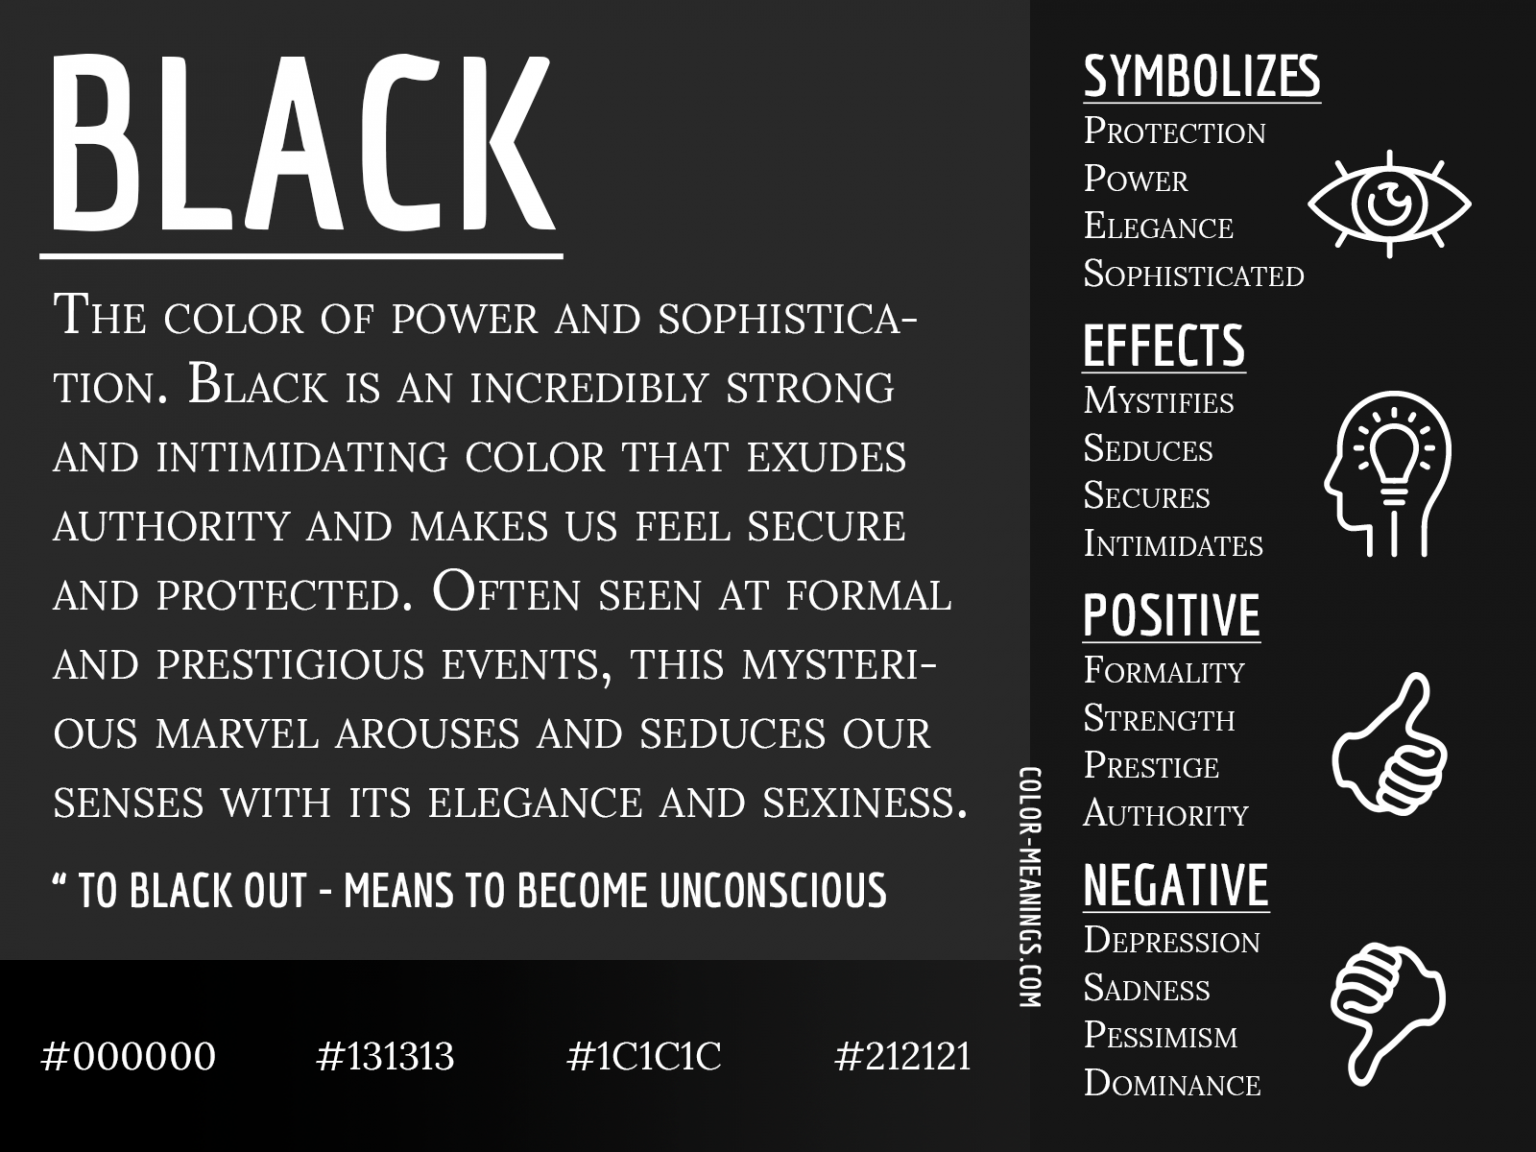 BLACK
The color of power and sophistica-
tion. Black is an incredibly strong
and intimidating color that exudes
authority and makes us feel secure
and protected. Often seen at formal
and prestigious events, this mysteri-
ous marvel arouses and seduces our
senses with its elegance and sexiness.
“ TO BLACK OUT - MEANS TO BECOME UNCONSCIOUS
#000000 #131313 #1C1C1C #212121
COLOR-MEANINGS.COM
SYMBOLIZES
Protection
Power
Elegance
Sophisticated
EFFECTS
Mystifies
Seduces
Secures
Intimidates
POSITIVE
Formality
Strength
Prestige
Authority
NEGATIVE
Depression
Sadness
Pessimism
Dominance